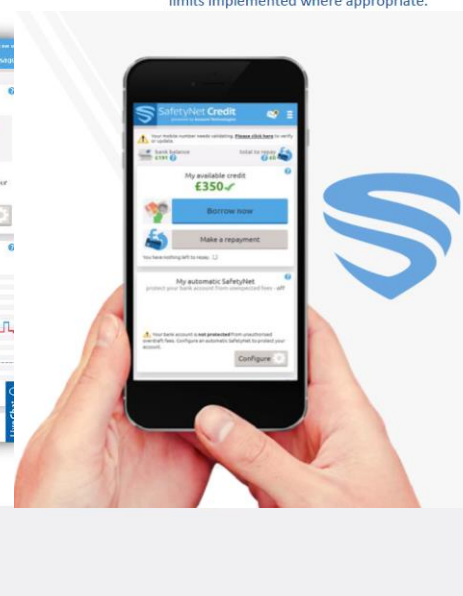 limits implemented where appropriate.
SafetyNet Credit
Your mobile number needs validating. Please click here to verify
or update.
bank balance
total to repay
£0
My available credit
£350
Borrow now
Make a repayment
You have nothing left to repay.
My automatic SafetyNet
protect your bank account from unexpected fees - off
Your bank account is not protected from unauthorised
overdraft fees. Configure an automatic SafetyNet to protect your
account.
Configure
Live Chat